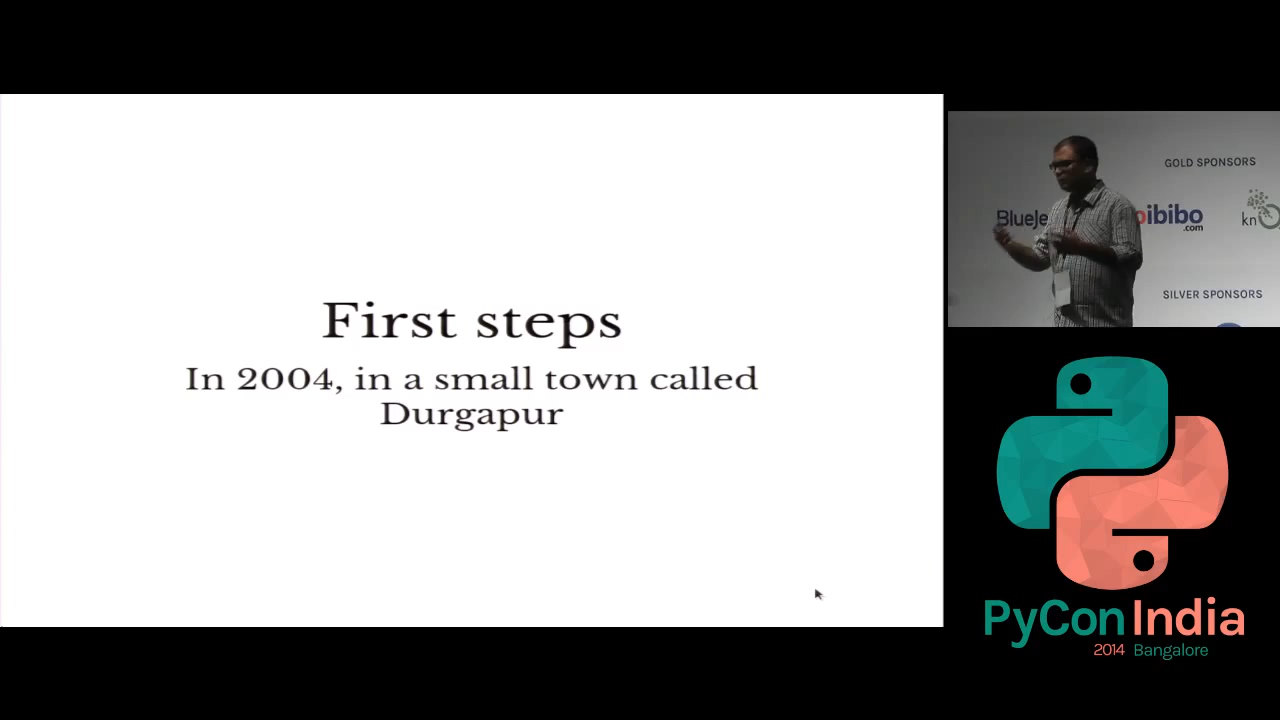 First steps
In 2004, in a small town called
Durgapur
GOLD SPONSORS
ibibo
.com
SILVER SPONSORS
PyCon India
2014 Bangalore